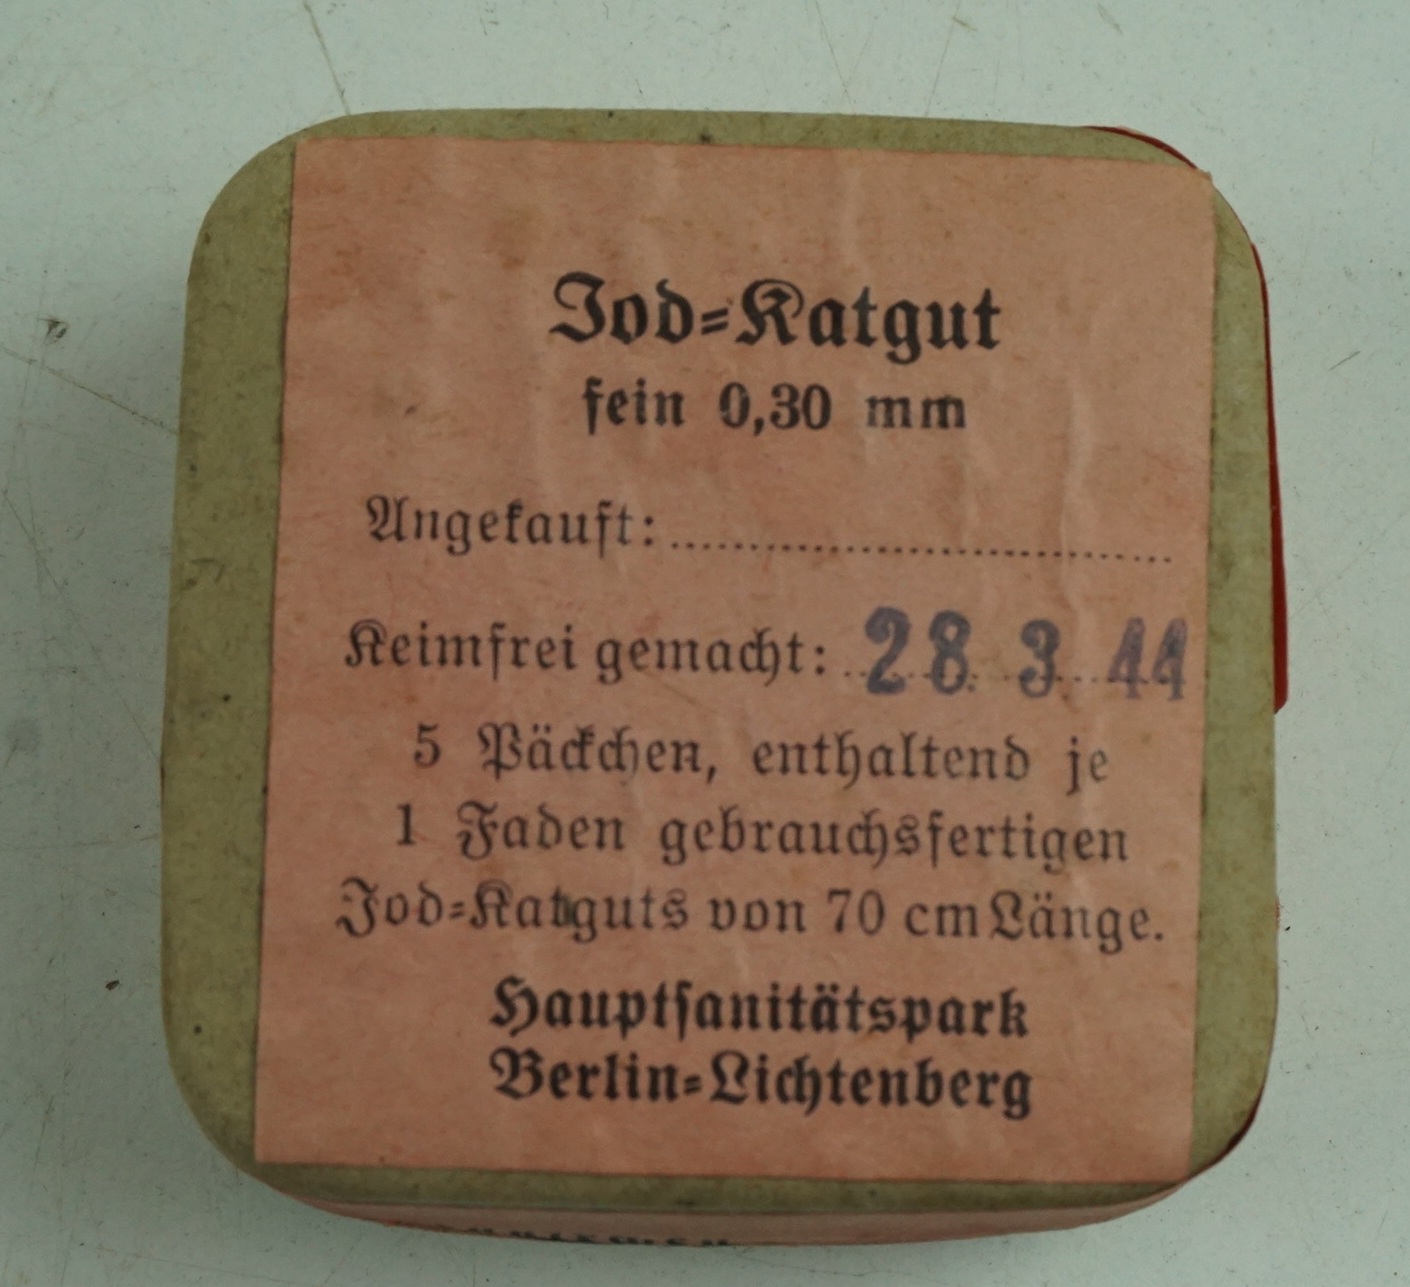 Jod-Katgut
fein 0,30 mm
Angekauft:
Keimfrei gemacht: 28. 3. 44
5 Päckchen, enthaltend je
1 Faden gebrauchsfertigen
Jod-Katguts von 70 cm Länge.
Hauptsanitätspark
Berlin-Lichtenberg